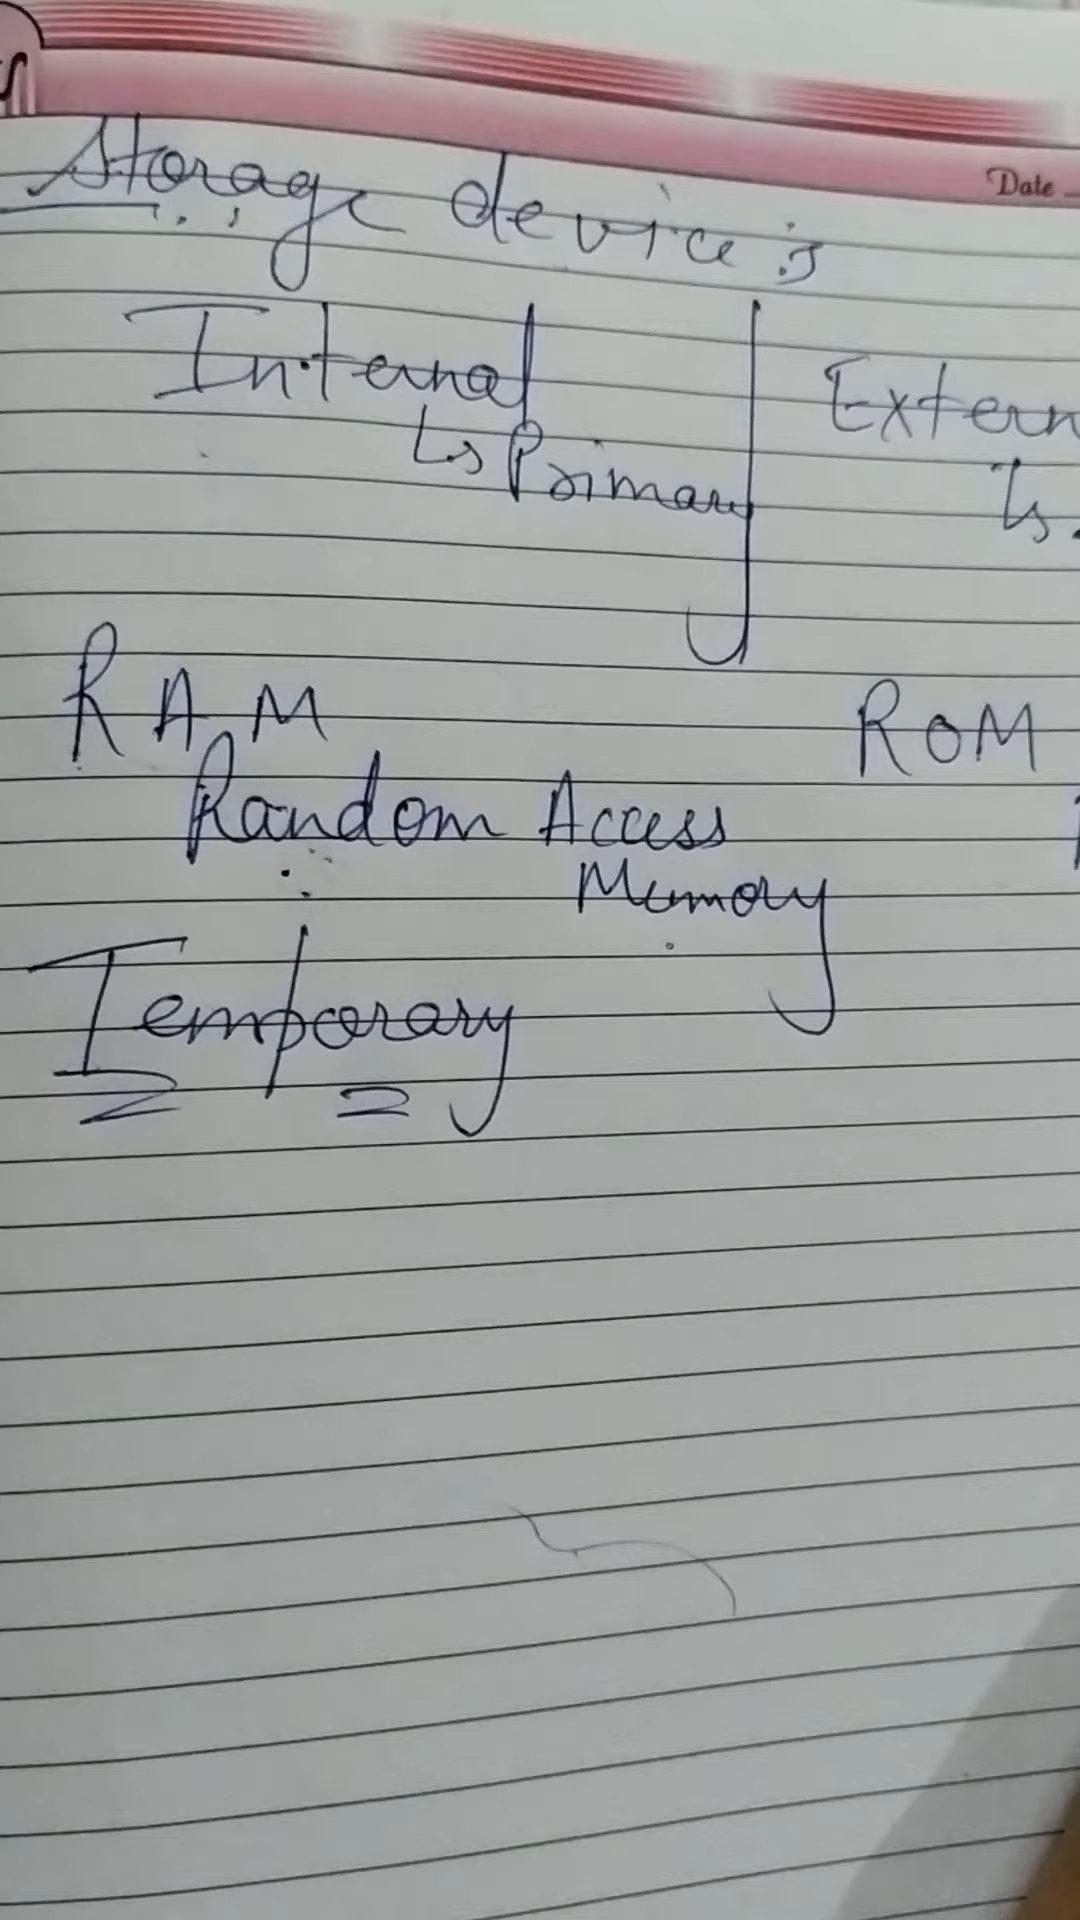 Date
Storage device:s
Internal
Extern
↳ Primary
↳
RAM
ROM
Random Access
Memory
Temporary